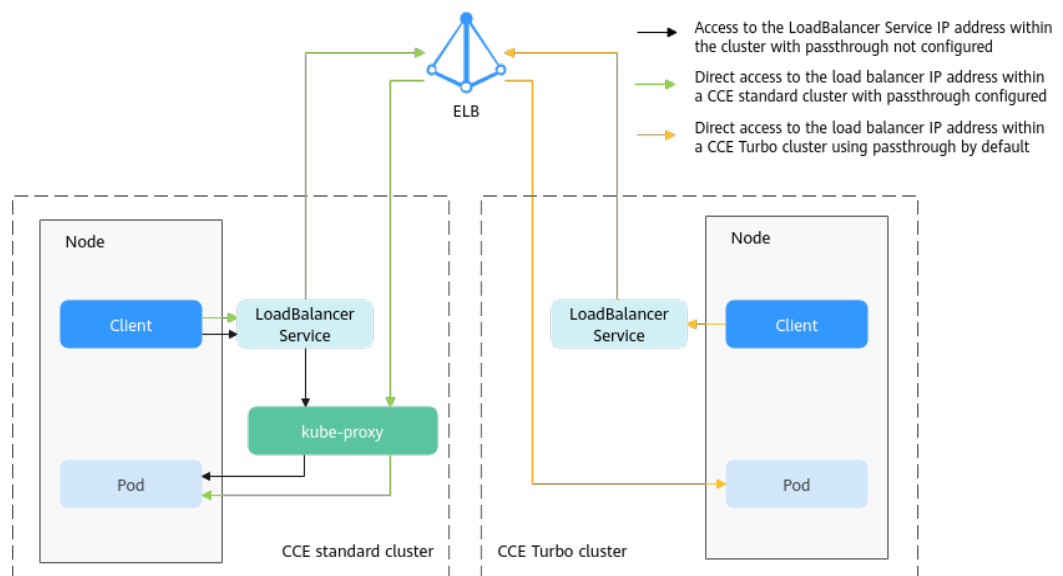 Access to the LoadBalancer Service IP address within
the cluster with passthrough not configured
Direct access to the load balancer IP address within
a CCE standard cluster with passthrough configured
ELB
Direct access to the load balancer IP address within
a CCE Turbo cluster using passthrough by default
Node
Node
Client
LoadBalancer
Service
LoadBalancer
Service
Client
kube-proxy
Pod
Pod
CCE standard cluster
CCE Turbo cluster